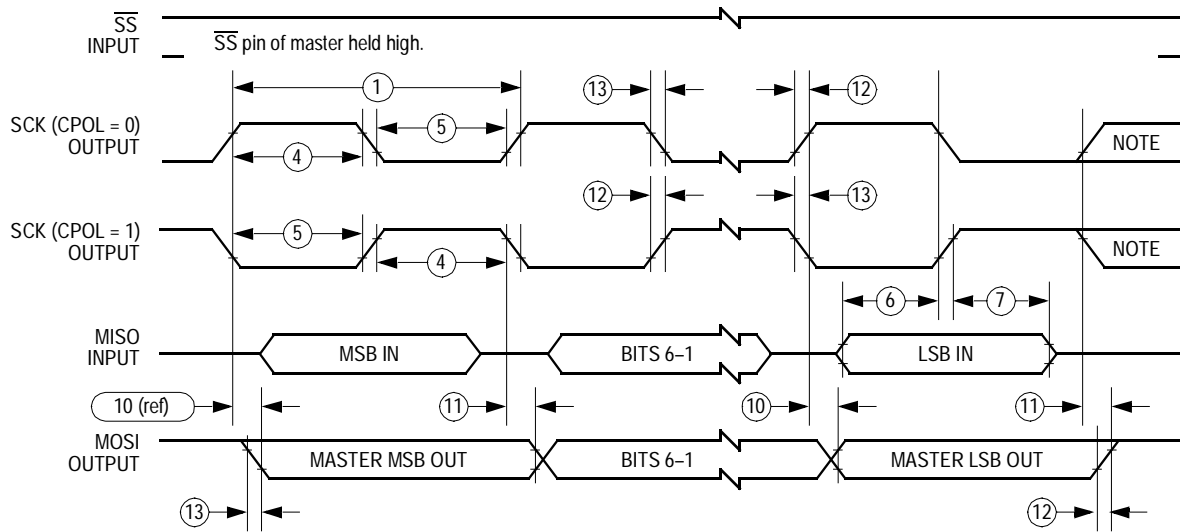 SS
INPUT
SS pin of master held high.
1
13
12
SCK (CPOL = 0)
OUTPUT
5
4
NOTE
12
13
SCK (CPOL = 1)
OUTPUT
5
4
NOTE
6
7
MISO
INPUT
MSB IN
BITS 6–1
LSB IN
10 (ref)
11
10
11
MOSI
OUTPUT
MASTER MSB OUT
BITS 6–1
MASTER LSB OUT
13
12